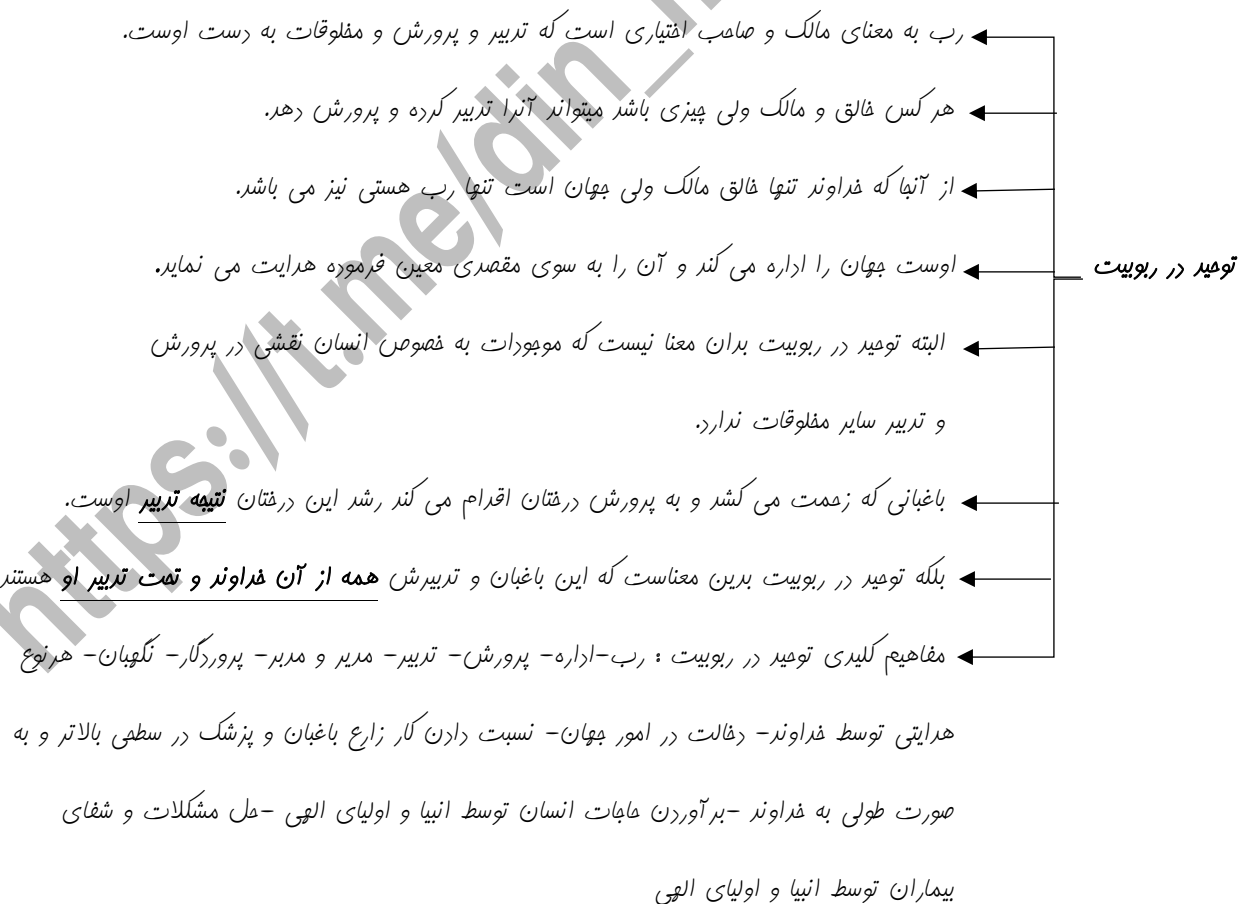 رب به معنای مالک و صاحب اختیاری است که تدبیر و پرورش و مخلوقات به دست اوست.
هر کس خالق و مالک ولی چیزی باشد میتواند آنرا تدبیر کرده و پرورش دهد.
از آنجا که خداوند تنها خالق مالک ولی جهان است تنها رب هستی نیز می باشد.
توحید در ربوبیت
اوست جهان را اداره می کند و آن را به سوی مقصدی معین فرموده هدایت می نماید.
البته توحید در ربوبیت بدان معنا نیست که موجودات به خصوص انسان نقشی در پرورش
و تدبیر سایر مخلوقات ندارد.
باغبانی که زحمت می کشد و به پرورش درختان اقدام می کند رشد این درختان نتیجه تدبیر اوست.
بلکه توحید در ربوبیت بدین معناست که این باغبان و تدبیرش همه از آن خداوند و تحت تدبیر او هستند
مفاهیم کلیدی توحید در ربوبیت : رب-اداره- پرورش- تدبیر- مدیر و مدبر- پروردگار- نگهبان- هرنوع
هدایتی توسط خداوند- دخالت در امور جهان- نسبت دادن کار زارع باغبان و پزشک در سطحی بالاتر و به
صورت طولی به خداوند -برآوردن حاجات انسان توسط انبیا و اولیای الهی -حل مشکلات و شفای
بیماران توسط انبیا و اولیای الهی
https://t.me/din_